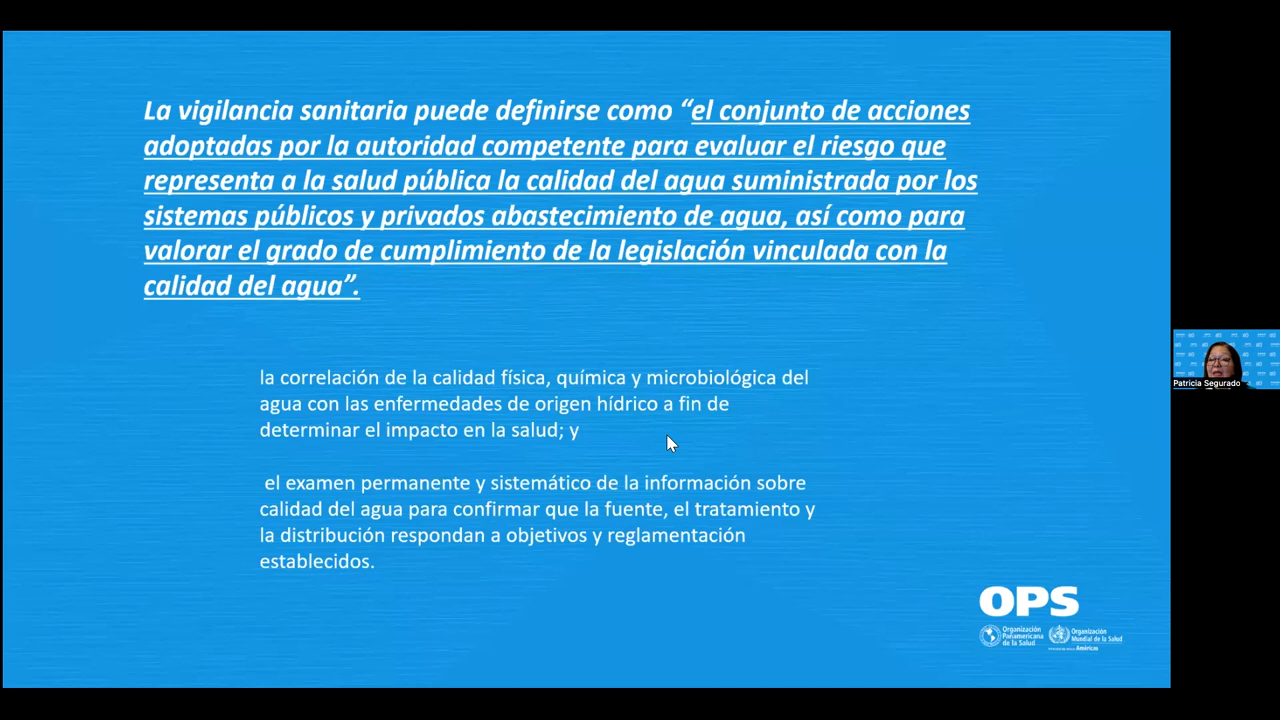 La vigilancia sanitaria puede definirse como “el conjunto de acciones
adoptadas por la autoridad competente para evaluar el riesgo que
representa a la salud pública la calidad del agua suministrada por los
sistemas públicos y privados abastecimiento de agua, así como para
valorar el grado de cumplimiento de la legislación vinculada con la
calidad del agua”.
la correlación de la calidad física, química y microbiológica del
agua con las enfermedades de origen hídrico a fin de
determinar el impacto en la salud; y
el examen permanente y sistemático de la información sobre
calidad del agua para confirmar que la fuente, el tratamiento y
la distribución respondan a objetivos y reglamentación
establecidos.
Patricia Segurado
OPS
Organización
Panamericana
de la Salud
Organización
Mundial de la Salud
Américas